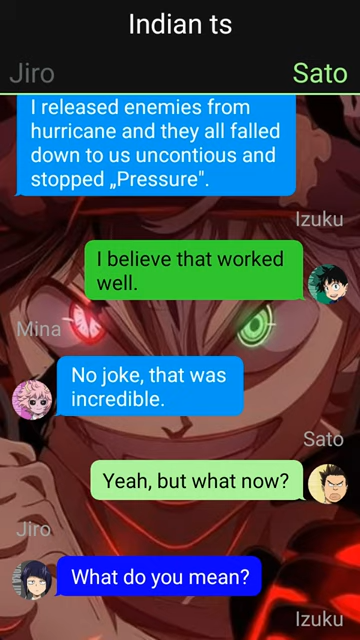 Indian ts
Jiro
Sato
I released enemies from
hurricane and they all falled
down to us uncontious and
stopped „Pressure".
Izuku
I believe that worked
well.
Mina
No joke, that was
incredible.
Sato
Yeah, but what now?
Jiro
What do you mean?
Izuku